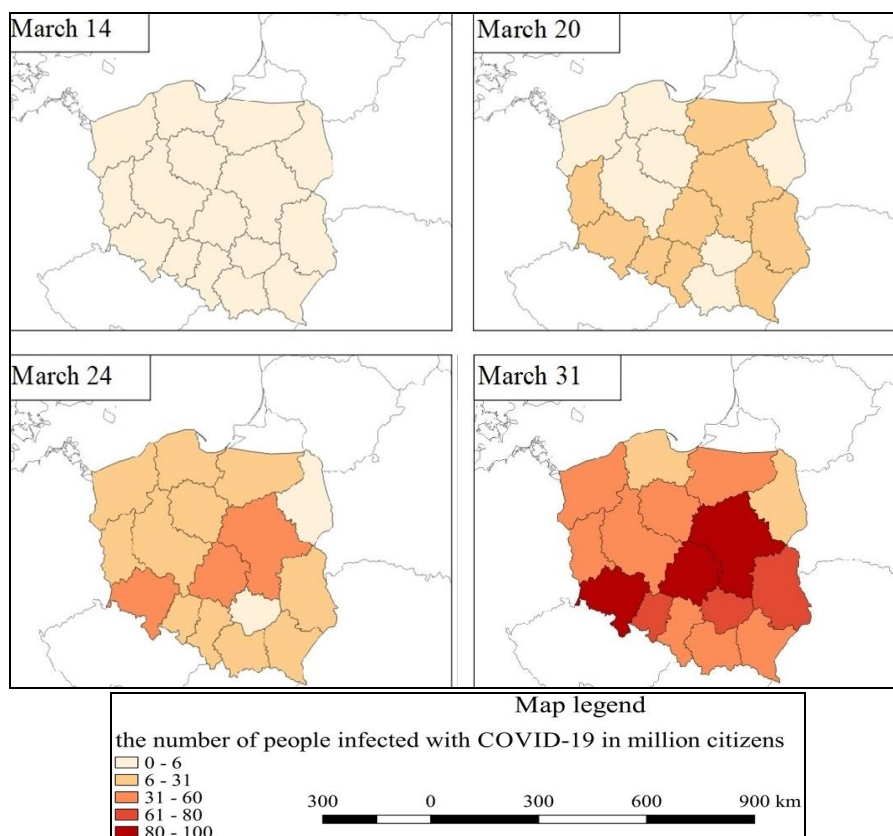 March 14
March 20
March 24
March 31
Map legend
the number of people infected with COVID-19 in million citizens
0 - 6
6 - 31
31 - 60
61 - 80
80 - 100
300 0 300 600 900 km